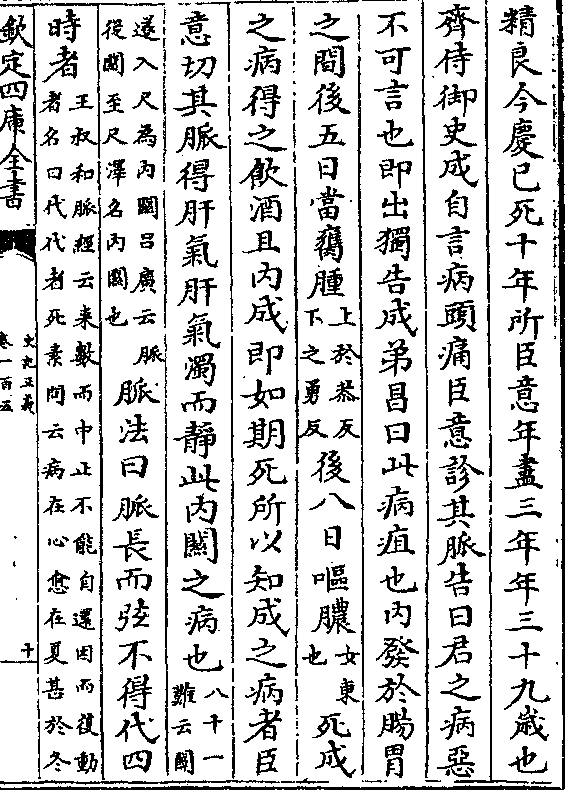 精良今慶已死十年所臣意年盡三年年三十九歳也
齊侍御史成自言病頭痛臣意診其脈告曰君之病惡
不可言也即出獨告成弟昌曰此病疽也内發於腸胃
之間後五日當癰腫上於恭反下之勇反後八日嘔膿女東也死成
之病得之飲酒且内成即如期死所以知成之病者臣
意切其脈得肝氣肝氣濁而静此内關之病也八十一難云關
遂入尺為内關吕廣云脈從關至尺澤名内關也脈法曰脈長而弦不得代四
時者王叔和脈經云来數而中止不能自還因而復動者名曰代代者死素問云病在心愈在夏甚於冬
欽定四庫全書
史記正義
卷一百五
十